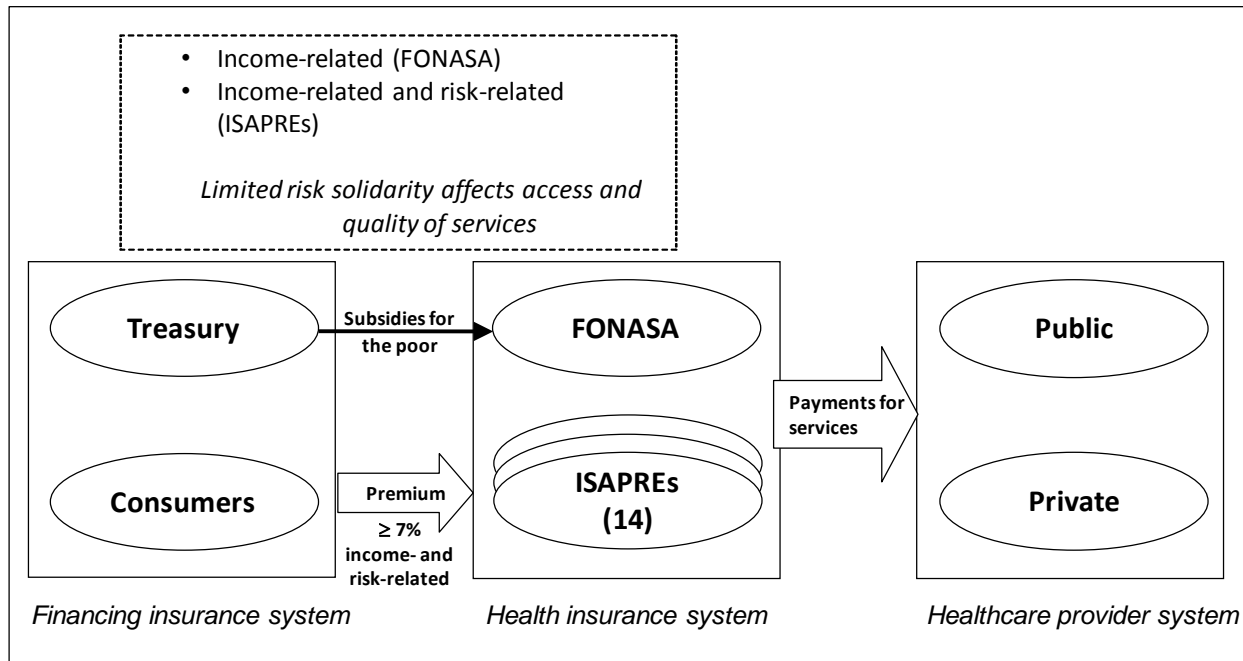 • Income-related (FONASA)
• Income-related and risk-related
(ISAPREs)
Limited risk solidarity affects access and
quality of services
Treasury
Subsidies for
the poor
FONASA
Public
Payments for
services
Consumers
Premium
≥ 7%
income- and
risk-related
ISAPREs
(14)
Private
Financing insurance system
Health insurance system
Healthcare provider system